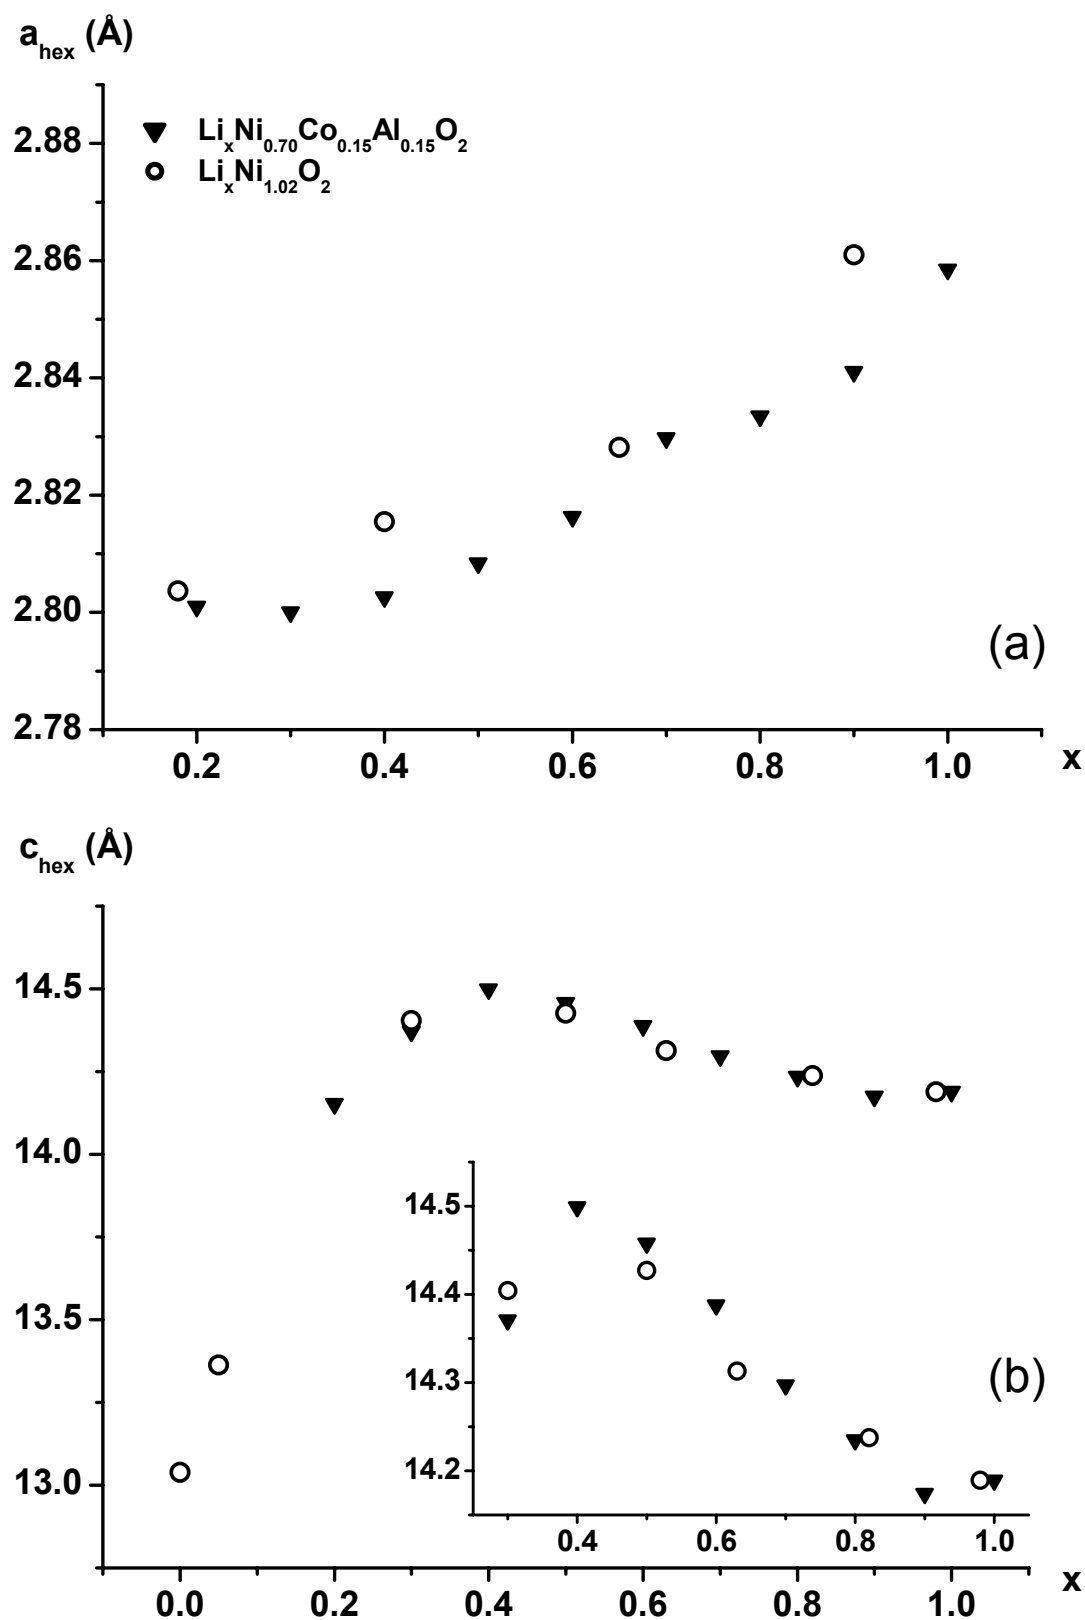 a_hex (Å)
2.88
Li_xNi_0.70Co_0.15Al_0.15O_2
Li_xNi_1.02O_2
2.86
2.84
2.82
2.80
(a)
2.78
0.2 0.4 0.6 0.8 1.0 x
c_hex (Å)
14.5
14.0
14.5
14.4
13.5
(b)
14.3
14.2
13.0
0.4 0.6 0.8 1.0
0.0 0.2 0.4 0.6 0.8 1.0 x